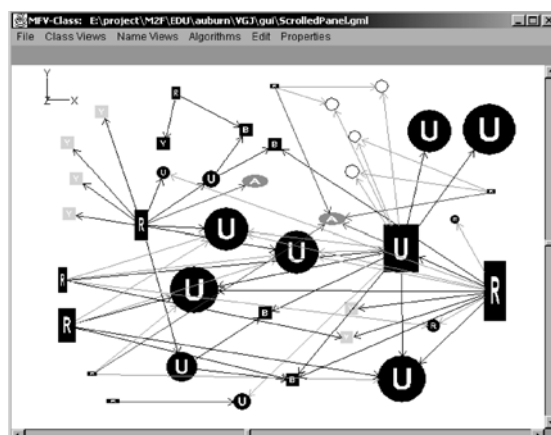 MFV-Class: E:\project\M2F\EDU\auburn\VGJ\gui\ScrolledPanel.gml
File Class Views Name Views Algorithms Edit Properties
Y
Z X
R
Y
B
B
Y
Y
Y
Y
U
U
A
A
U
U
R
U
U
U
R
R
U
R
B
Y
Y
R
U
B
U
U